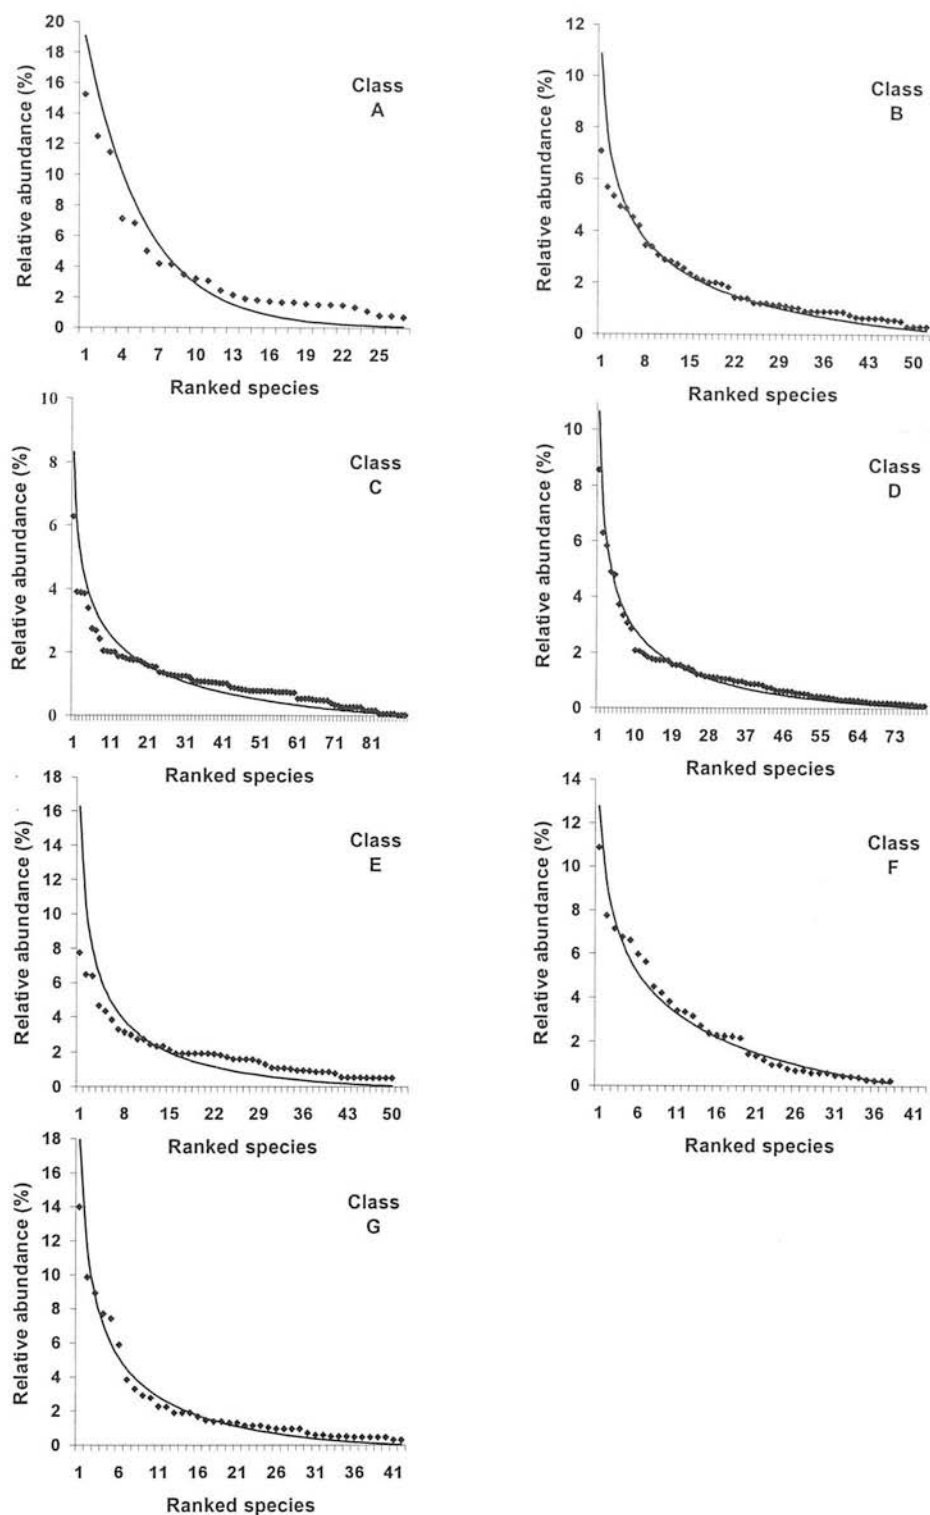 Relative abundance (%)
20
18
16
14
12
10
8
6
4
2
0
Class
A
1 4 7 10 13 16 19 22 25
Ranked species
Relative abundance (%)
12
10
8
6
4
2
0
Class
B
1 8 15 22 29 36 43 50
Ranked species
Relative abundance (%)
10
8
6
4
2
0
Class
C
1 11 21 31 41 51 61 71 81
Ranked species
Relative abundance (%)
10
8
6
4
2
0
Class
D
1 10 19 28 37 46 55 64 73
Ranked species
Relative abundance (%)
18
16
14
12
10
8
6
4
2
0
Class
E
1 8 15 22 29 36 43 50
Ranked species
Relative abundance (%)
14
12
10
8
6
4
2
0
Class
F
1 6 11 16 21 26 31 36 41
Ranked species
Relative abundance (%)
18
16
14
12
10
8
6
4
2
0
Class
G
1 6 11 16 21 26 31 36 41
Ranked species